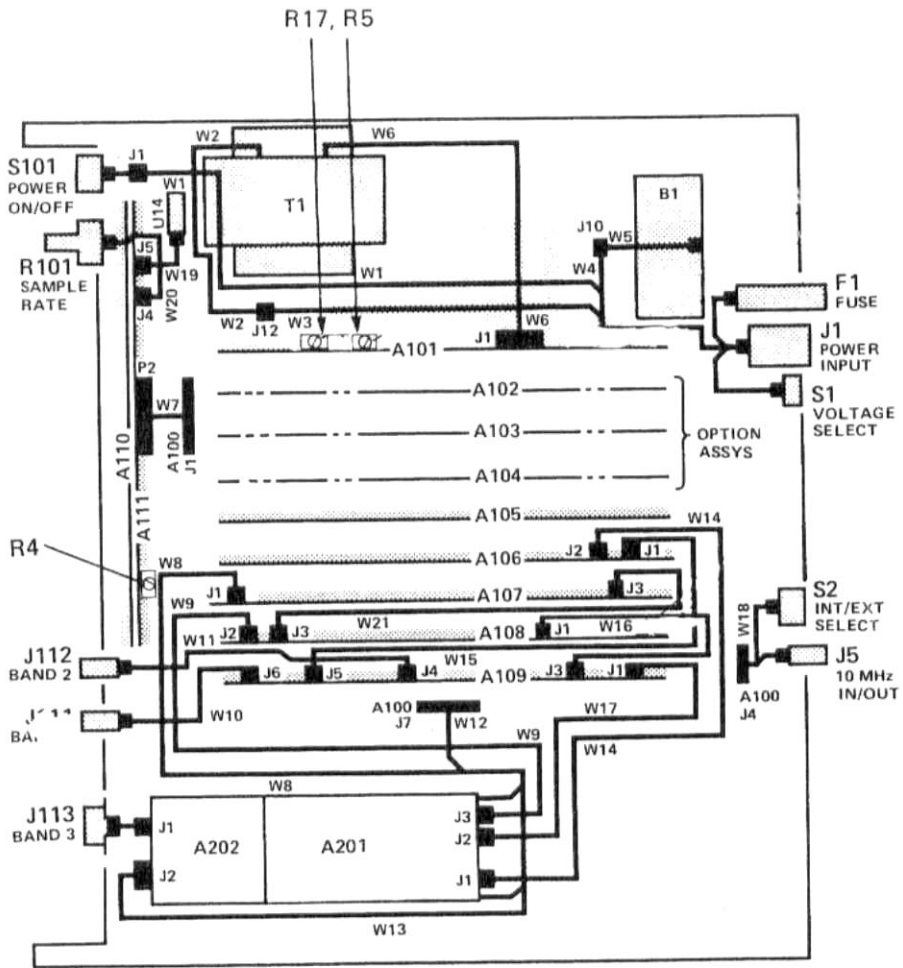 R17, R5
W2
W6
S101
POWER
ON/OFF
J1
W1
U14
T1
B1
J10
W5
R101
SAMPLE
RATE
J5
W19
J4
W20
W1
W4
F1
FUSE
W2
J12
W3
J1
W6
A101
J1
POWER
INPUT
P2
W7
A102
S1
VOLTAGE
SELECT
A110
A100
J1
A103
OPTION
ASSYS
A111
A104
A105
W14
R4
W8
A106
J2
J1
J1
A107
J3
S2
INT/EXT
SELECT
W9
W21
W18
W11
J2
J3
A108
J1
W16
J112
BAND 2
W15
J6
J5
J4
A109
J3
J1
J5
10 MHz
IN/OUT
A100
J4
W10
A100
J7
W12
W17
W9
W14
W8
J113
BAND 3
J1
A202
A201
J3
J2
J2
J1
W13